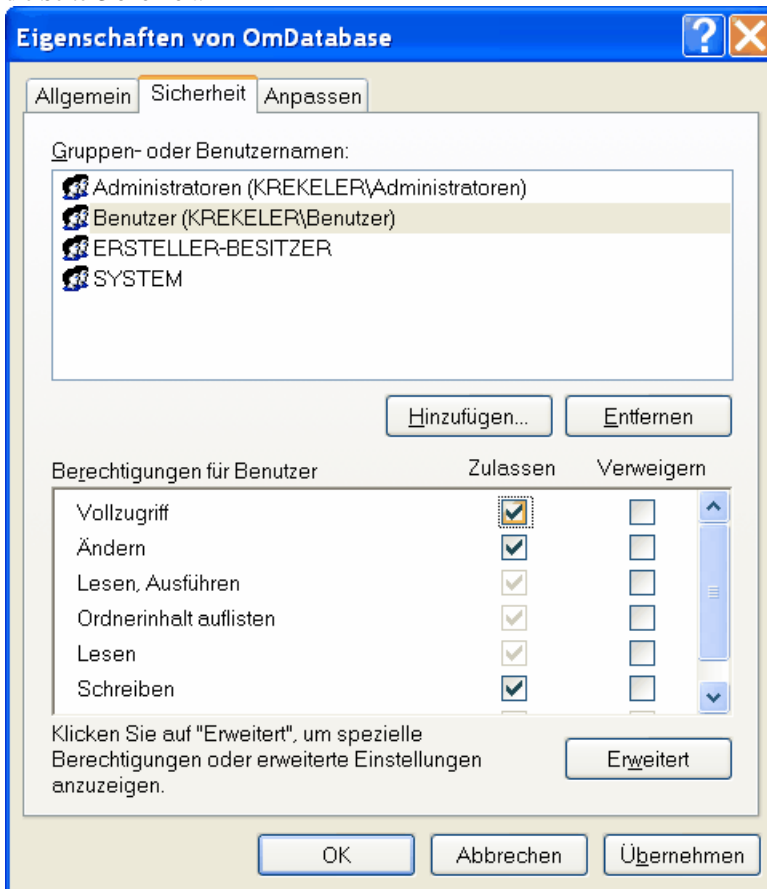 Eigenschaften von OmDatabase
Allgemein Sicherheit Anpassen
Gruppen- oder Benutzernamen:
Administratoren (KREKELER\Administratoren)
Benutzer (KREKELER\Benutzer)
ERSTELLER-BESITZER
SYSTEM
Hinzufügen... Entfernen
Berechtigungen für Benutzer Zulassen Verweigern
Vollzugriff
Ändern
Lesen, Ausführen
Ordnerinhalt auflisten
Lesen
Schreiben
Klicken Sie auf "Erweitert", um spezielle
Berechtigungen oder erweiterte Einstellungen
anzuzeigen.
Erweitert
OK Abbrechen Übernehmen